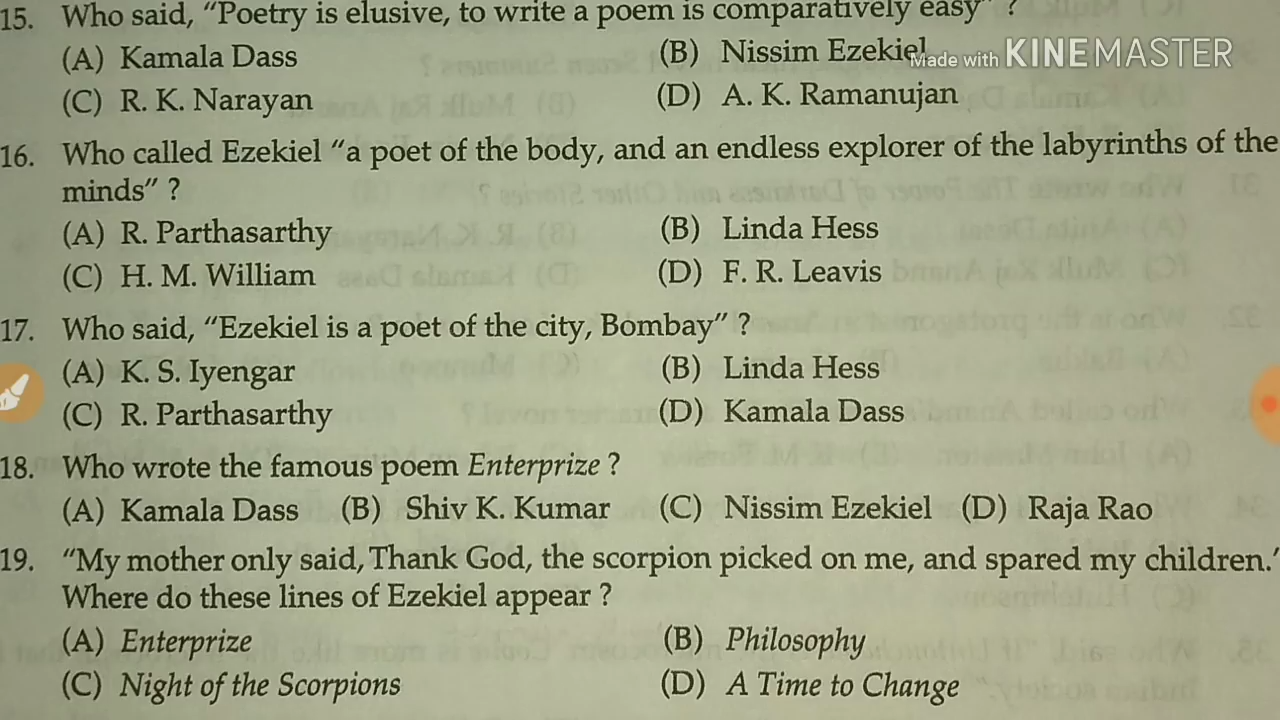 15. Who said, "Poetry is elusive, to write a poem is comparatively easy" ?
(A) Kamala Dass (B) Nissim Ezekiel
Made with KINEMASTER
(C) R. K. Narayan (D) A. K. Ramanujan
16. Who called Ezekiel "a poet of the body, and an endless explorer of the labyrinths of the
minds" ?
(A) R. Parthasarthy (B) Linda Hess
(C) H. M. William (D) F. R. Leavis
17. Who said, "Ezekiel is a poet of the city, Bombay" ?
(A) K. S. Iyengar (B) Linda Hess
(C) R. Parthasarthy (D) Kamala Dass
18. Who wrote the famous poem Enterprize ?
(A) Kamala Dass (B) Shiv K. Kumar (C) Nissim Ezekiel (D) Raja Rao
19. "My mother only said, Thank God, the scorpion picked on me, and spared my children.'
Where do these lines of Ezekiel appear ?
(A) Enterprize (B) Philosophy
(C) Night of the Scorpions (D) A Time to Change